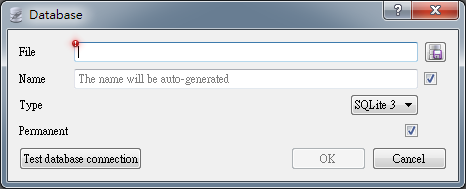 Database
File
Name The name will be auto-generated
Type SQLite 3
Permanent
Test database connection OK Cancel